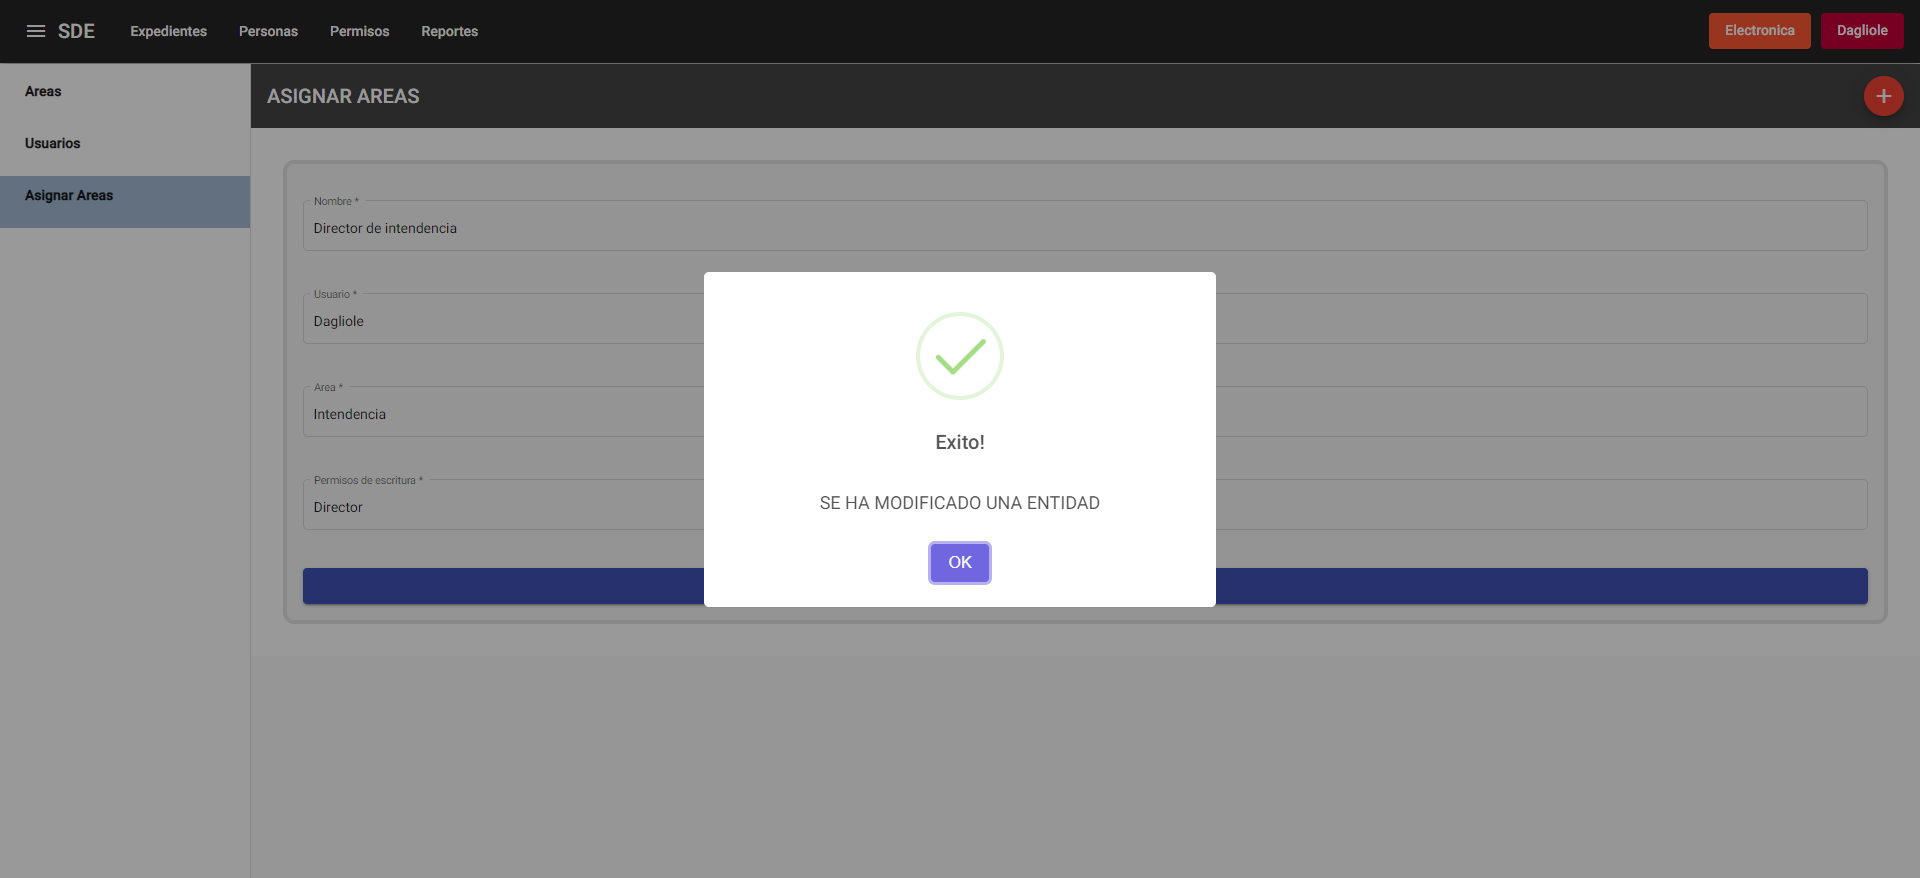 SDE
Expedientes
Personas
Permisos
Reportes
Electronica
Dagliole
Areas
Usuarios
Asignar Areas
ASIGNAR AREAS
Nombre *
Director de intendencia
Usuario *
Dagliole
Area *
Intendencia
Permisos de escritura *
Director
Exito!
SE HA MODIFICADO UNA ENTIDAD
OK